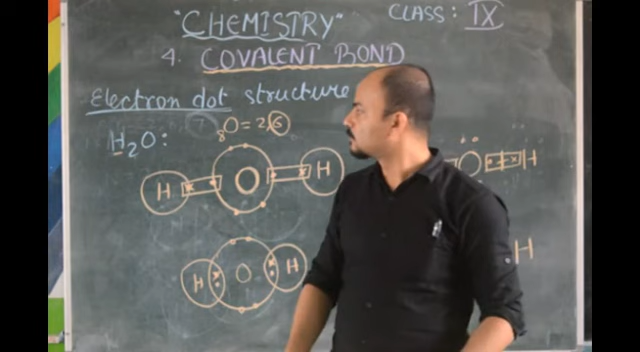 "CHEMISTRY"
CLASS: IX
4. COVALENT BOND
Electron dot structure
H₂O:
₈O = 2,6
H O H
O H
H O H
H